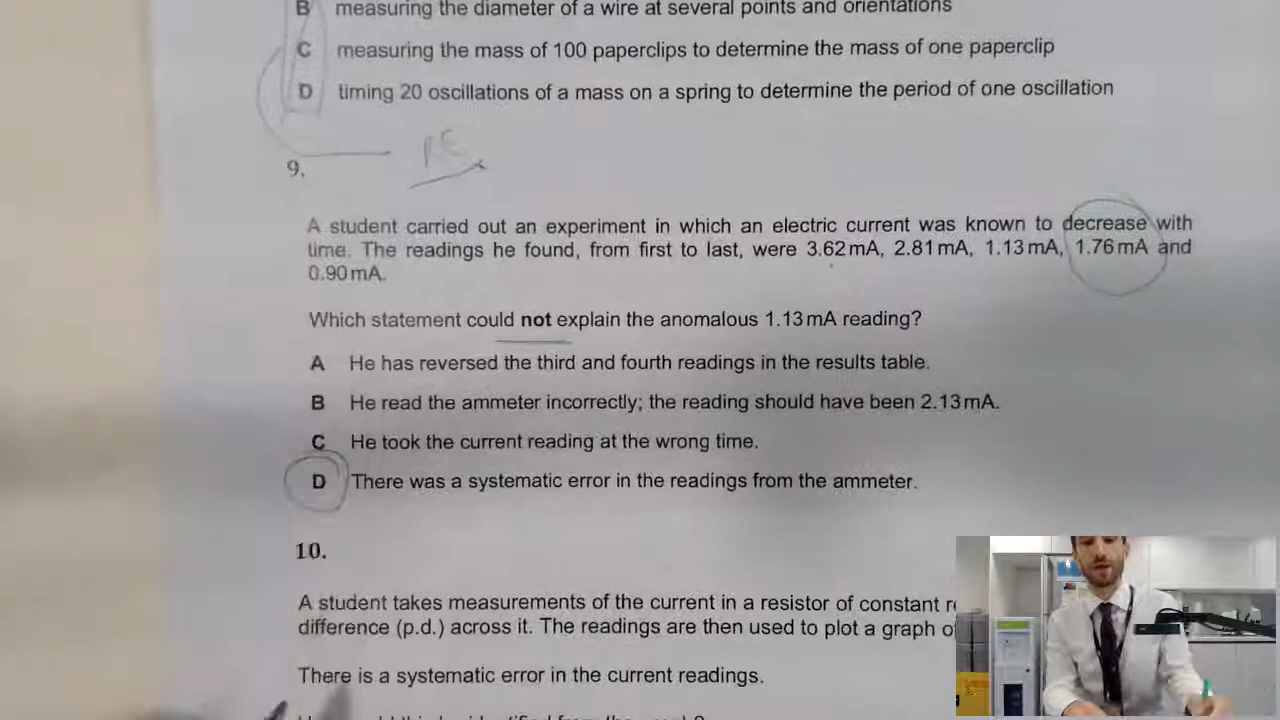 B measuring the diameter of a wire at several points and orientations
C measuring the mass of 100 paperclips to determine the mass of one paperclip
D timing 20 oscillations of a mass on a spring to determine the period of one oscillation
9.
A student carried out an experiment in which an electric current was known to decrease with
time. The readings he found, from first to last, were 3.62 mA, 2.81 mA, 1.13 mA, 1.76 mA and
0.90 mA.
Which statement could not explain the anomalous 1.13 mA reading?
A He has reversed the third and fourth readings in the results table.
B He read the ammeter incorrectly; the reading should have been 2.13 mA.
C He took the current reading at the wrong time.
D There was a systematic error in the readings from the ammeter.
10.
A student takes measurements of the current in a resistor of constant
difference (p.d.) across it. The readings are then used to plot a graph
There is a systematic error in the current readings.